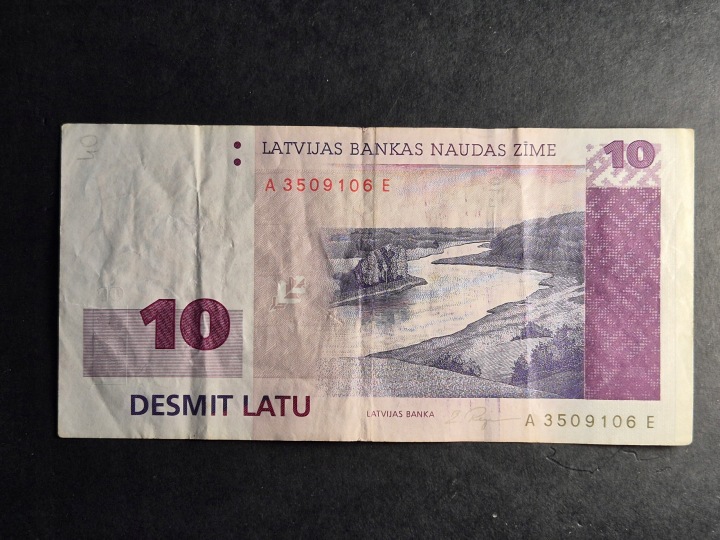 LATVIJAS BANKAS NAUDAS ZĪME
10
A 3509106 E
10
DESMIT LATU
LATVIJAS BANKA
A 3509106 E